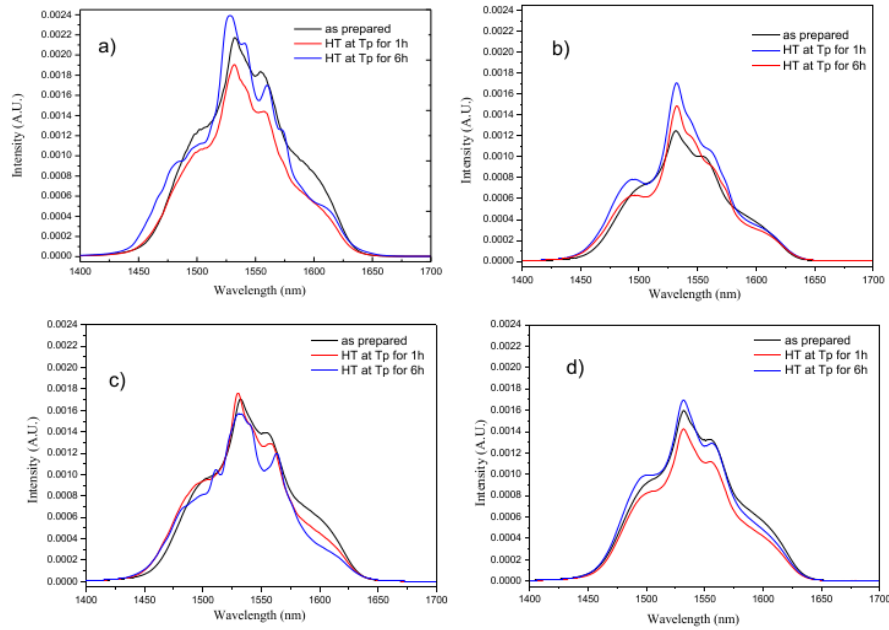 a)
as prepared
HT at Tp for 1h
HT at Tp for 6h
Intensity (A.U.)
0.0024
0.0022
0.0020
0.0018
0.0016
0.0014
0.0012
0.0010
0.0008
0.0006
0.0004
0.0002
0.0000
1400 1450 1500 1550 1600 1650 1700
Wavelength (nm)
b)
as prepared
HT at Tp for 1h
HT at Tp for 6h
Intensity (A.U.)
0.0024
0.0022
0.0020
0.0018
0.0016
0.0014
0.0012
0.0010
0.0008
0.0006
0.0004
0.0002
0.0000
1400 1450 1500 1550 1600 1650 1700
Wavelength (nm)
c)
as prepared
HT at Tp for 1h
HT at Tp for 6h
Intensity (A.U.)
0.0024
0.0022
0.0020
0.0018
0.0016
0.0014
0.0012
0.0010
0.0008
0.0006
0.0004
0.0002
0.0000
1400 1450 1500 1550 1600 1650 1700
Wavelength (nm)
d)
as prepared
HT at Tp for 1h
HT at Tp for 6h
Intensity (A.U.)
0.0024
0.0022
0.0020
0.0018
0.0016
0.0014
0.0012
0.0010
0.0008
0.0006
0.0004
0.0002
0.0000
1400 1450 1500 1550 1600 1650 1700
Wavelength (nm)